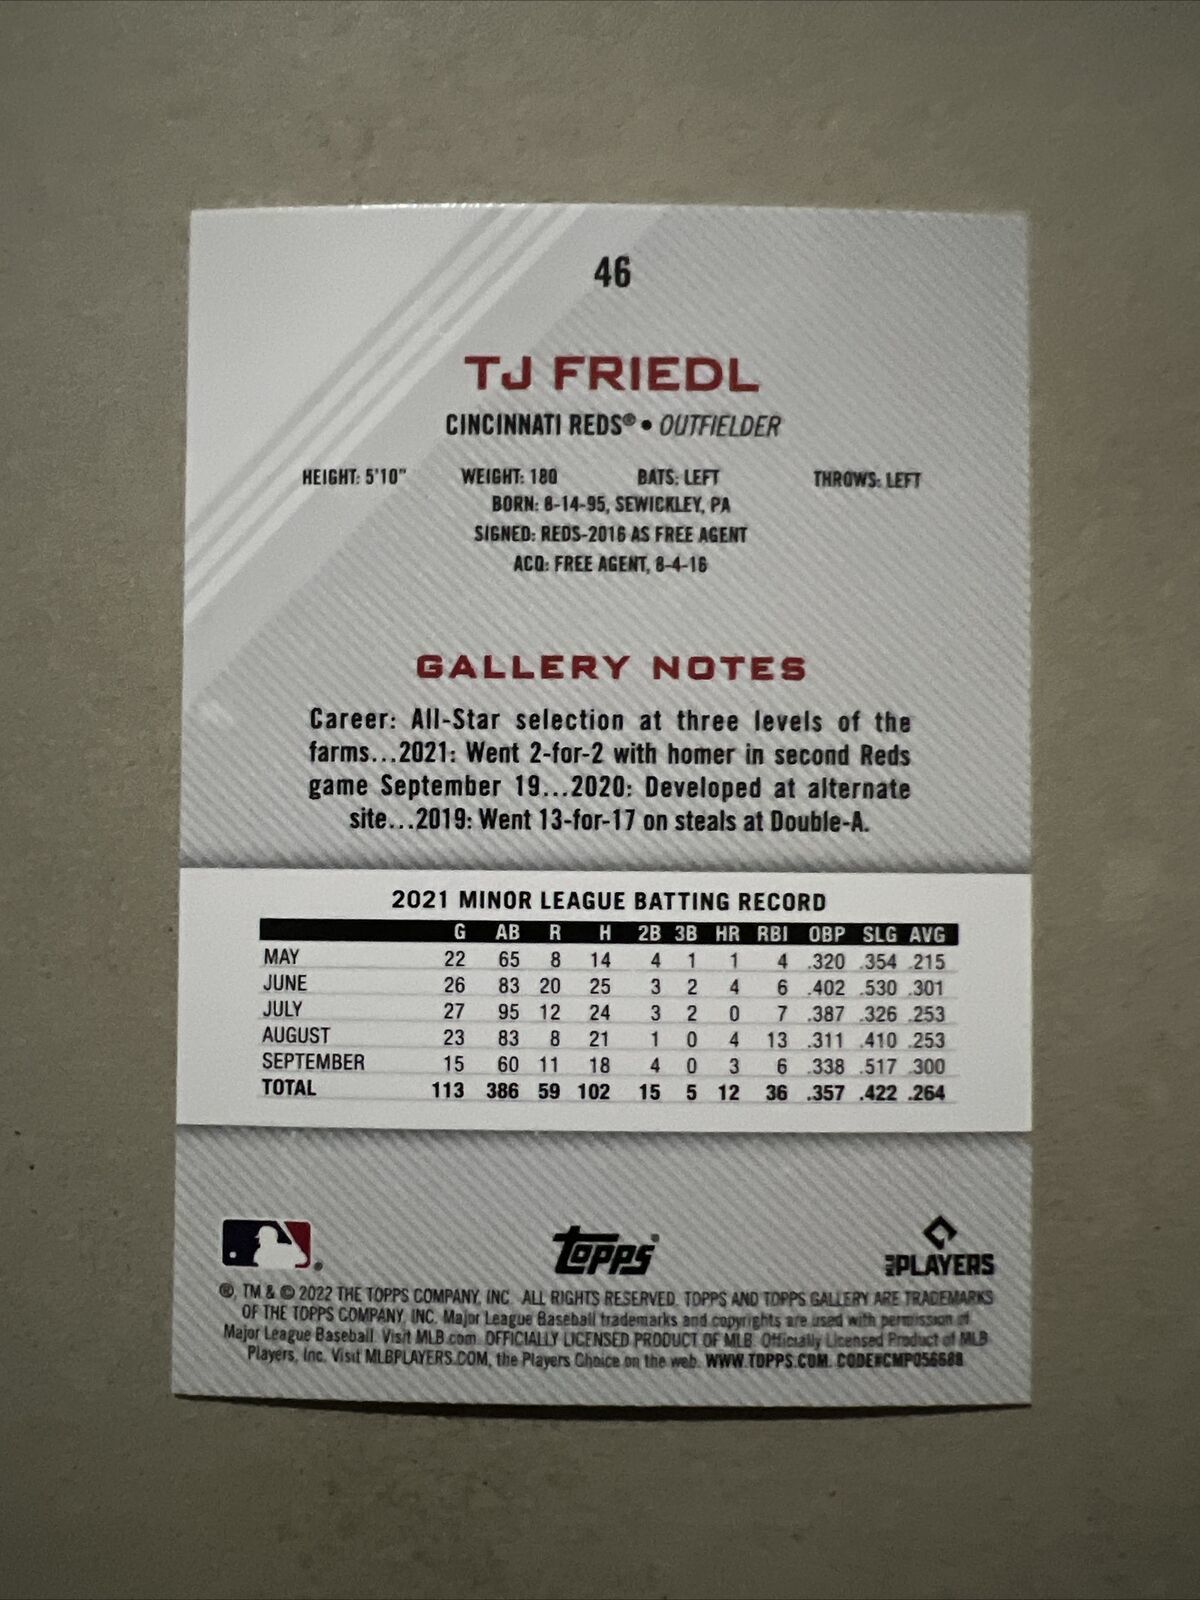 46
TJ FRIEDL
CINCINNATI REDS® • OUTFIELDER
HEIGHT: 5'10" WEIGHT: 180 BATS: LEFT THROWS: LEFT
BORN: 8-14-95, SEWICKLEY, PA
SIGNED: REDS-2016 AS FREE AGENT
ACQ: FREE AGENT, 8-4-16
GALLERY NOTES
Career: All-Star selection at three levels of the
farms...2021: Went 2-for-2 with homer in second Reds
game September 19...2020: Developed at alternate
site...2019: Went 13-for-17 on steals at Double-A.
2021 MINOR LEAGUE BATTING RECORD
G AB R H 2B 3B HR RBI OBP SLG AVG
MAY 22 65 8 14 4 1 1 4 .320 .354 .215
JUNE 26 83 20 25 3 2 4 6 .402 .530 .301
JULY 27 95 12 24 3 2 0 7 .387 .326 .253
AUGUST 23 83 8 21 1 0 4 13 .311 .410 .253
SEPTEMBER 15 60 11 18 4 0 3 6 .338 .517 .300
TOTAL 113 386 59 102 15 5 12 36 .357 .422 .264
®
Topps®
MLB PLAYERS
®, TM & © 2022 THE TOPPS COMPANY, INC. ALL RIGHTS RESERVED. TOPPS AND TOPPS GALLERY ARE TRADEMARKS
OF THE TOPPS COMPANY, INC. Major League Baseball trademarks and copyrights are used with permission of
Major League Baseball. Visit MLB.com. OFFICIALLY LICENSED PRODUCT OF MLB Officially Licensed Product of MLB
Players, Inc. Visit MLBPLAYERS.COM, the Players Choice on the web. WWW.TOPPS.COM. CODE#CMP056688